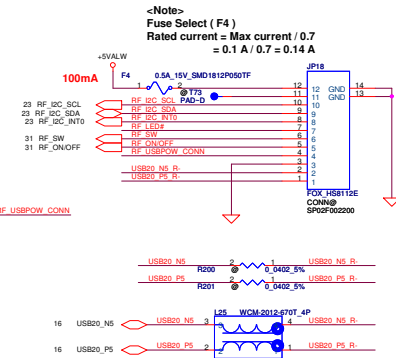 <Note>
Fuse Select ( F4 )
Rated current = Max current / 0.7
= 0.1 A / 0.7 = 0.14 A
+5VALW
100mA
F4 0.5A_15V_SMD1812P050TF
JP18
1 2
@ T73
PAD~D
12 12 GND 14
11 11 GND 13
23 RF_I2C_SCL RF_I2C_SCL 10 10
23 RF_I2C_SDA RF_I2C_SDA 9 9
23 RF_I2C_INT0 RF_I2C_INT0 8 8
RF_LED# 7 7
31 RF_SW RF_SW 6 6
31 RF_ON/OFF RF_ON/OFF 5 5
RF_USBPOW_CONN 4 4
3 3
USB20_N5_R- 2 2
USB20_P5_R- 1 1
FOX_HS8112E
CONN@
SP02F002200
RF_USBPOW_CONN
USB20_N5 2 1 USB20_N5_R-
R200 @ 0_0402_5%
USB20_P5 2 1 USB20_P5_R-
R201 @ 0_0402_5%
L25 WCM-2012-670T_4P
16 USB20_N5 USB20_N5 3 4 USB20_N5_R-
16 USB20_P5 USB20_P5 2 1 USB20_P5_R-